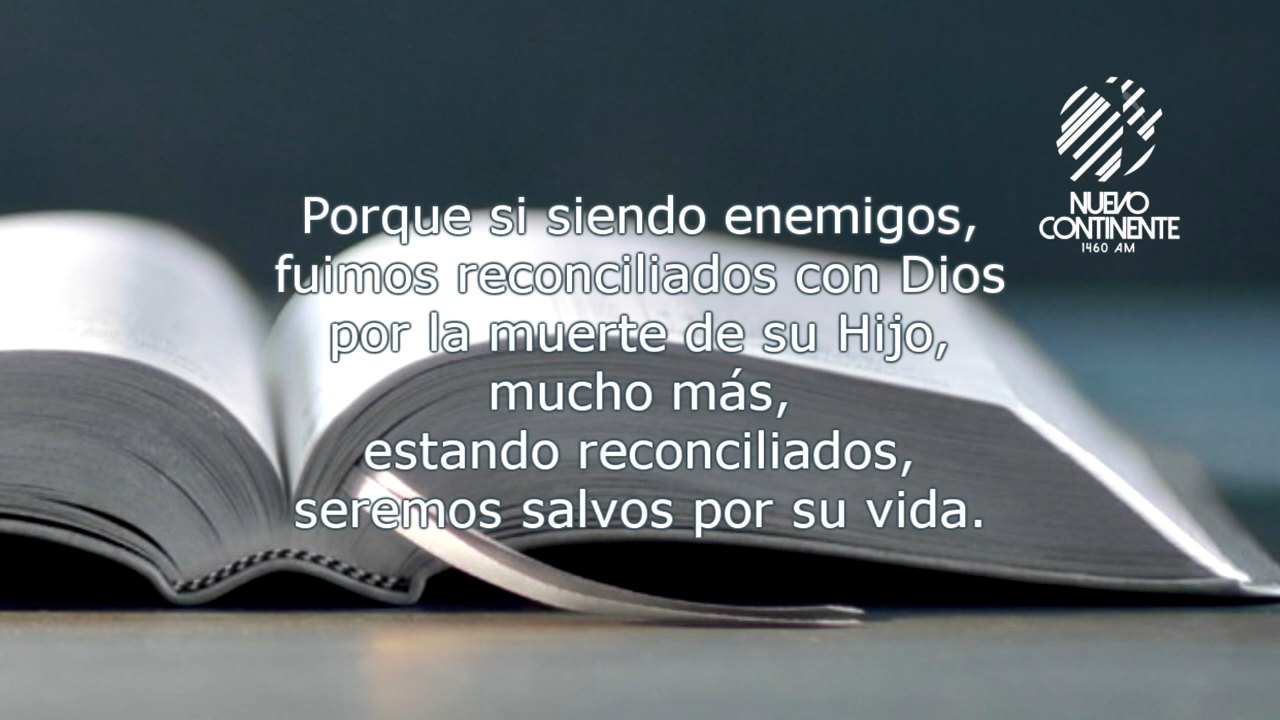 NUEVO
CONTINENTE
1460 AM
Porque si siendo enemigos,
fuimos reconciliados con Dios
por la muerte de su Hijo,
mucho más,
estando reconciliados,
seremos salvos por su vida.